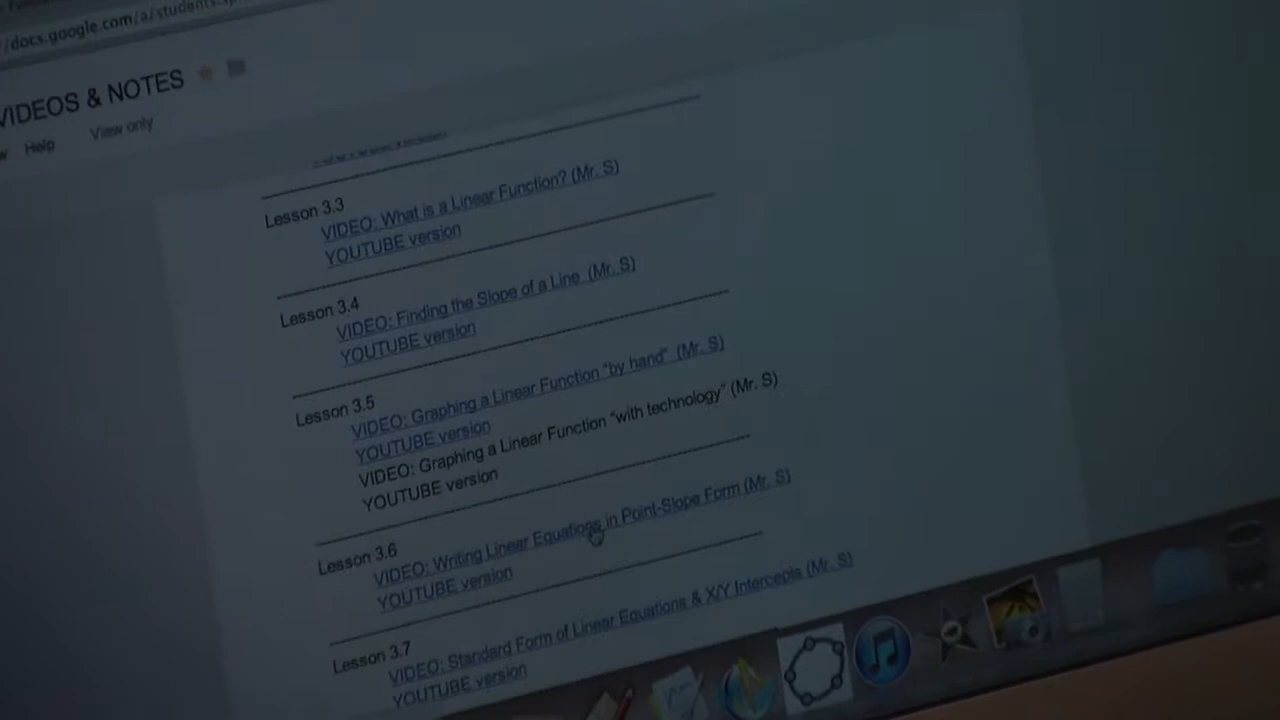 //docs.google.com/a/students.sp
VIDEOS & NOTES
Help View only
Lesson 3.3
VIDEO: What is a Linear Function? (Mr. S)
YOUTUBE version
Lesson 3.4
VIDEO: Finding the Slope of a Line (Mr. S)
YOUTUBE version
Lesson 3.5
VIDEO: Graphing a Linear Function "by hand" (Mr. S)
YOUTUBE version
VIDEO: Graphing a Linear Function "with technology" (Mr. S)
YOUTUBE version
Lesson 3.6
VIDEO: Writing Linear Equations in Point-Slope Form (Mr. S)
YOUTUBE version
Lesson 3.7
VIDEO: Standard Form of Linear Equations & X/Y Intercepts (Mr. S)
YOUTUBE version